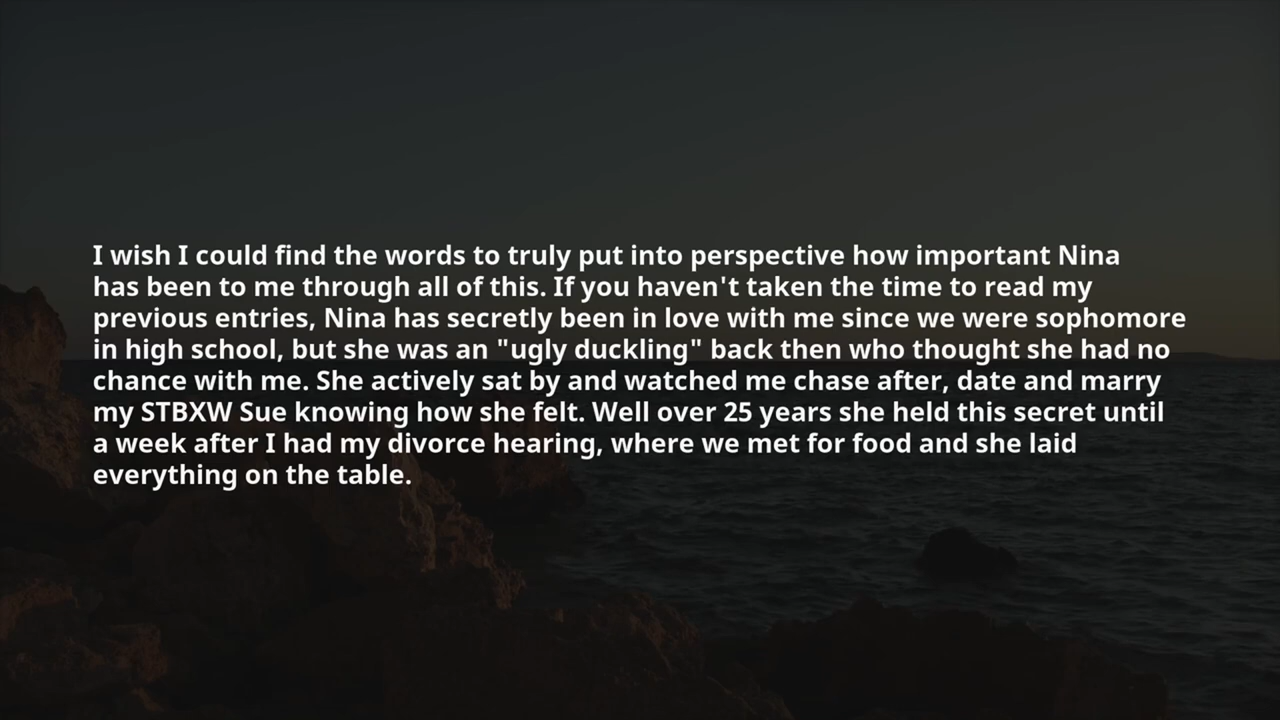 I wish I could find the words to truly put into perspective how important Nina
has been to me through all of this. If you haven't taken the time to read my
previous entries, Nina has secretly been in love with me since we were sophomore
in high school, but she was an "ugly duckling" back then who thought she had no
chance with me. She actively sat by and watched me chase after, date and marry
my STBXW Sue knowing how she felt. Well over 25 years she held this secret until
a week after I had my divorce hearing, where we met for food and she laid
everything on the table.